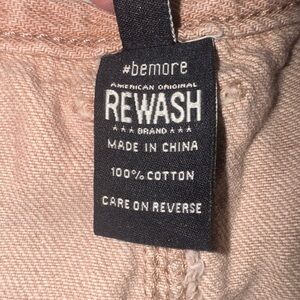 #bemore
AMERICAN ORIGINAL
REWASH
★★★ BRAND ★★★
MADE IN CHINA
100% COTTON
CARE ON REVERSE